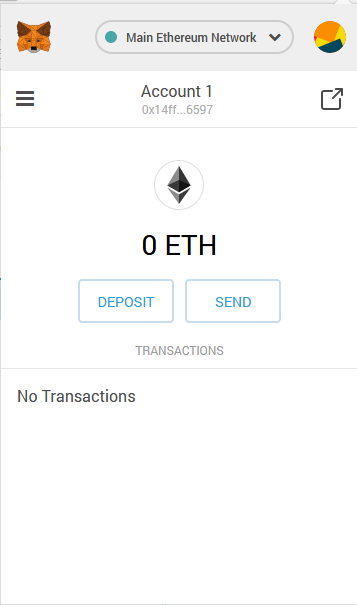 Main Ethereum Network
Account 1
0x14ff...6597
0 ETH
DEPOSIT
SEND
TRANSACTIONS
No Transactions